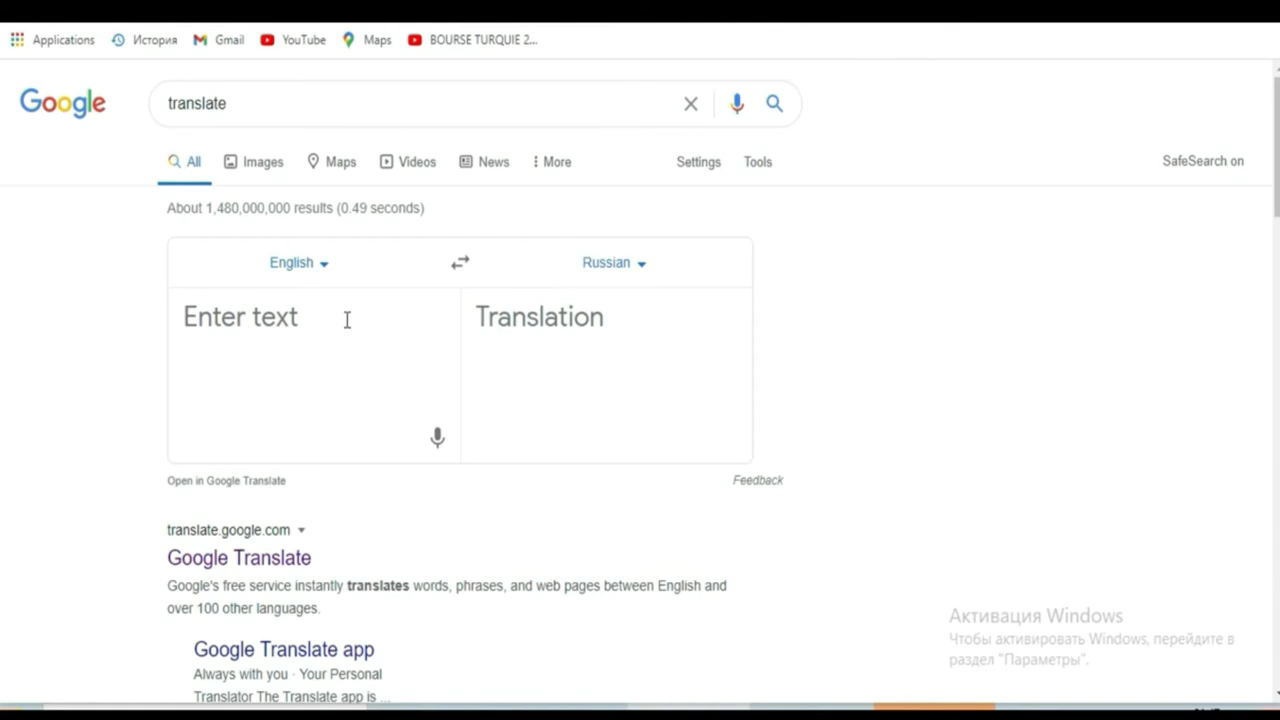 Applications История Gmail YouTube Maps BOURSE TURQUIE 2...
Google translate
All Images Maps Videos News More Settings Tools SafeSearch on
About 1,480,000,000 results (0.49 seconds)
English Russian
Enter text Translation
Open in Google Translate Feedback
translate.google.com
Google Translate
Google's free service instantly translates words, phrases, and web pages between English and
over 100 other languages.
Google Translate app
Always with you · Your Personal
Translator The Translate app is ...
Активация Windows
Чтобы активировать Windows, перейдите в
раздел "Параметры".